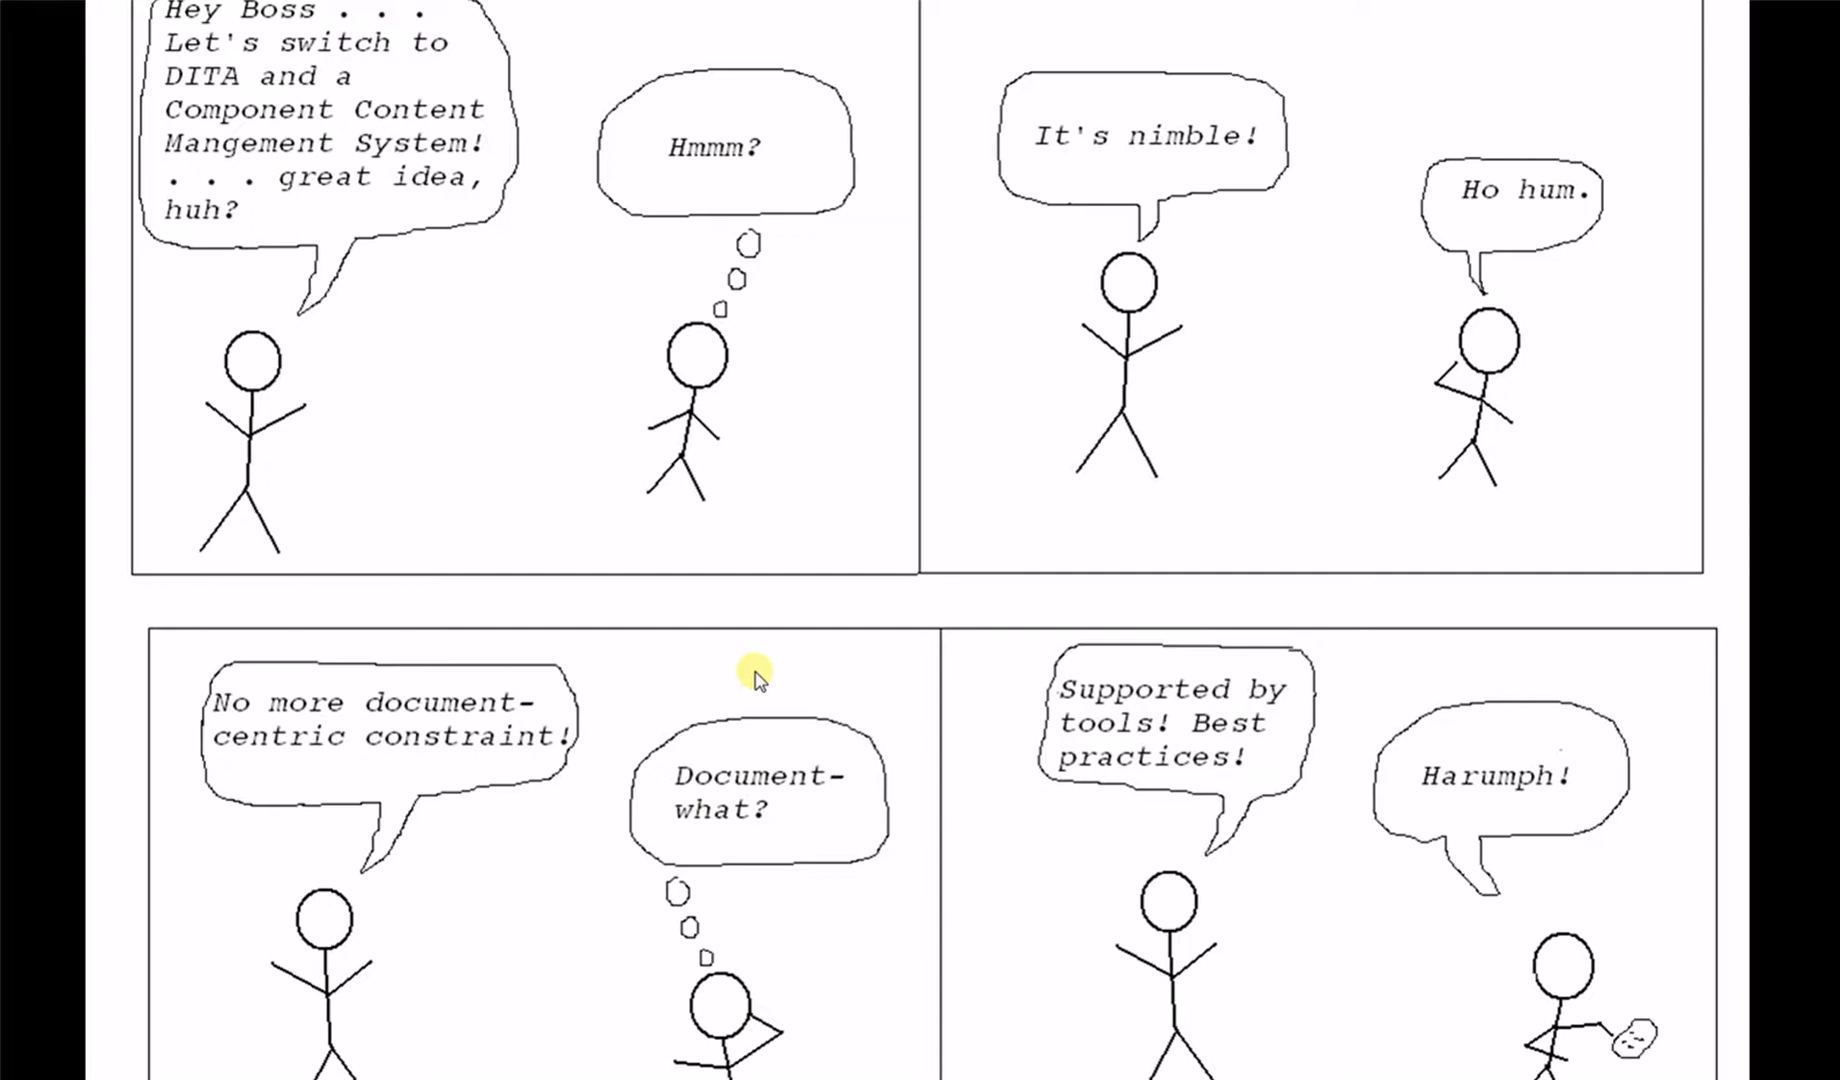 Hey Boss . . .
Let's switch to
DITA and a
Component Content
Mangement System!
. . . great idea,
huh?
Hmmm?
It's nimble!
Ho hum.
No more document-
centric constraint!
Document-
what?
Supported by
tools! Best
practices!
Harumph!